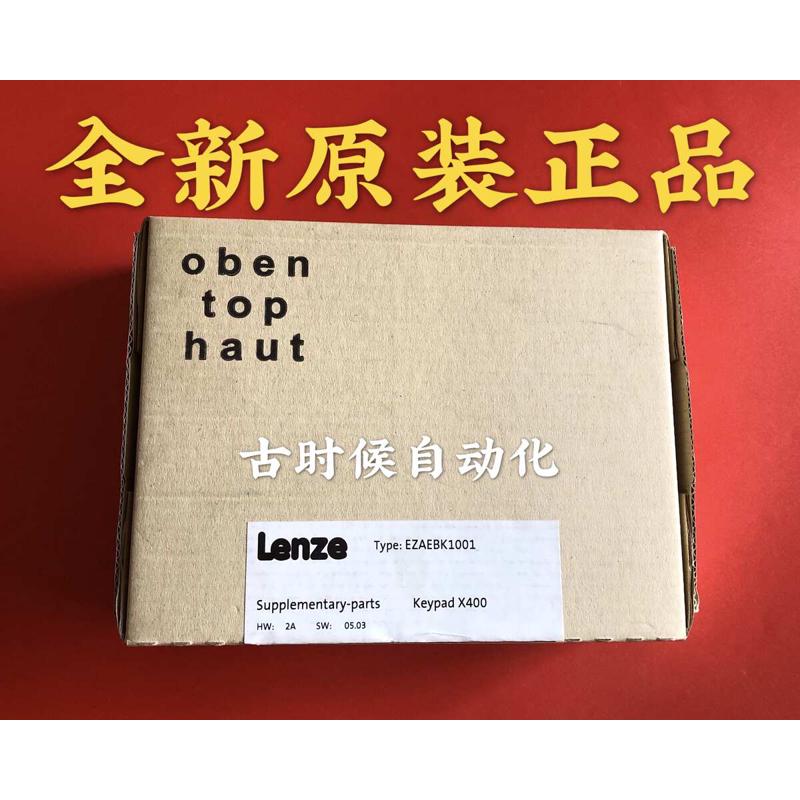 全新原装正品
oben
top
haut
古时候自动化
Lenze Type: EZAEBK1001
Supplementary-parts Keypad X400
HW: 2A SW: 05.03